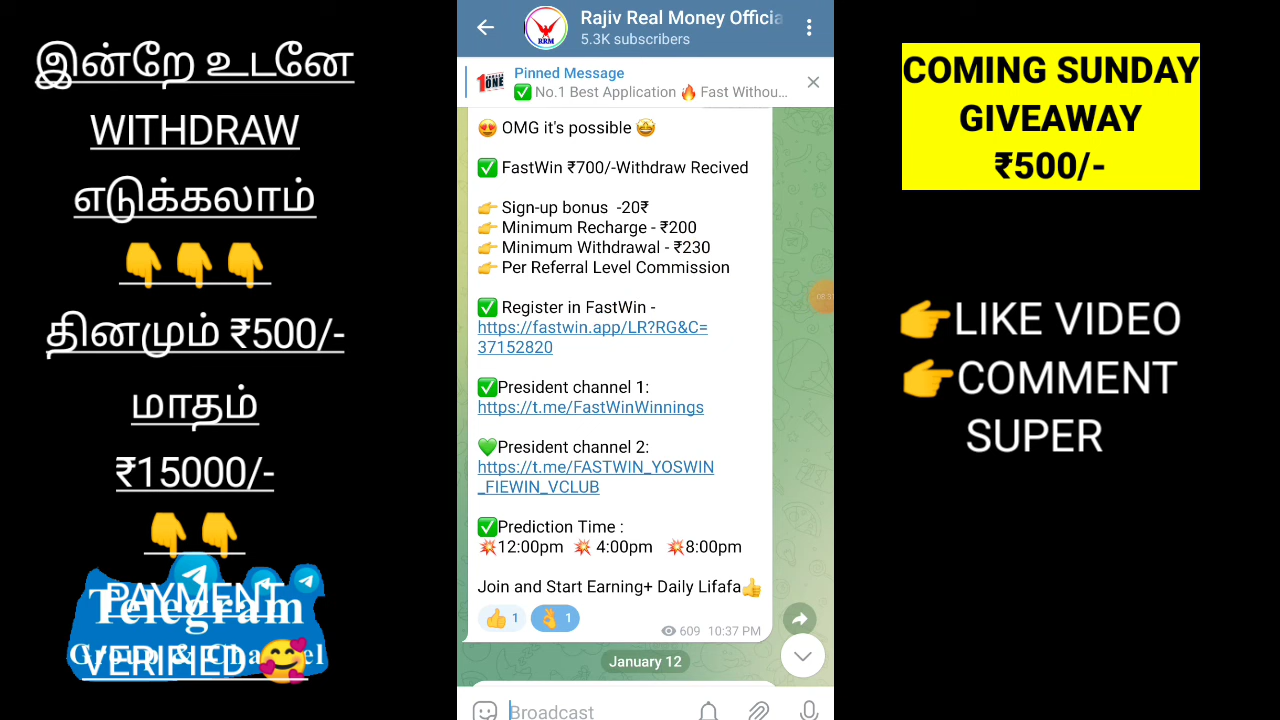 இன்றே உடனே
WITHDRAW
எடுக்கலாம்
👇👇👇
தினமும் ₹500/-
மாதம்
₹15000/-
👇👇
PAYMENT
Telegram
Group & Channel
VERIFIED 🥰
Rajiv Real Money Officia
5.3K subscribers
RRM
Pinned Message
✅ No.1 Best Application 🔥 Fast Withou...
ONE
😍 OMG it's possible 🤩
✅ FastWin ₹700/-Withdraw Recived
👉 Sign-up bonus -20₹
👉 Minimum Recharge - ₹200
👉 Minimum Withdrawal - ₹230
👉 Per Referral Level Commission
✅ Register in FastWin -
https://fastwin.app/LR?RG&C=
37152820
✅President channel 1:
https://t.me/FastWinWinnings
💚President channel 2:
https://t.me/FASTWIN_YOSWIN
_FIEWIN_VCLUB
✅Prediction Time :
💥12:00pm 💥 4:00pm 💥8:00pm
Join and Start Earning+ Daily Lifafa👍
👍 1 👌 1
609 10:37 PM
January 12
Broadcast
COMING SUNDAY
GIVEAWAY
₹500/-
👉LIKE VIDEO
👉COMMENT
SUPER